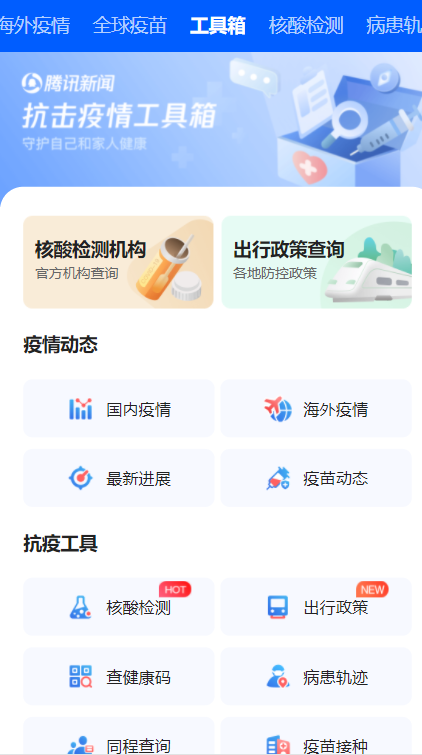 海外疫情 全球疫苗 工具箱 核酸检测 病患轨
腾讯新闻
抗击疫情工具箱
守护自己和家人健康
核酸检测机构 出行政策查询
官方机构查询 各地防控政策
疫情动态
国内疫情 海外疫情
最新进展 疫苗动态
抗疫工具
HOT NEW
核酸检测 出行政策
查健康码 病患轨迹
同程查询 疫苗接种